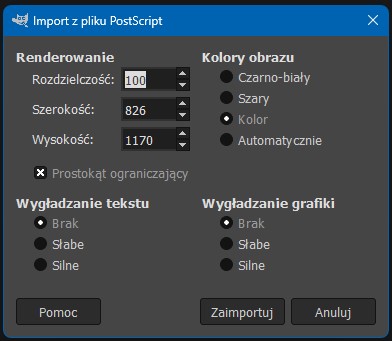 Import z pliku PostScript
Renderowanie
Rozdzielczość: 100
Szerokość: 826
Wysokość: 1170
Prostokąt ograniczający
Kolory obrazu
Czarno-biały
Szary
Kolor
Automatycznie
Wygładzanie tekstu
Brak
Słabe
Silne
Wygładzanie grafiki
Brak
Słabe
Silne
Pomoc
Zaimportuj
Anuluj